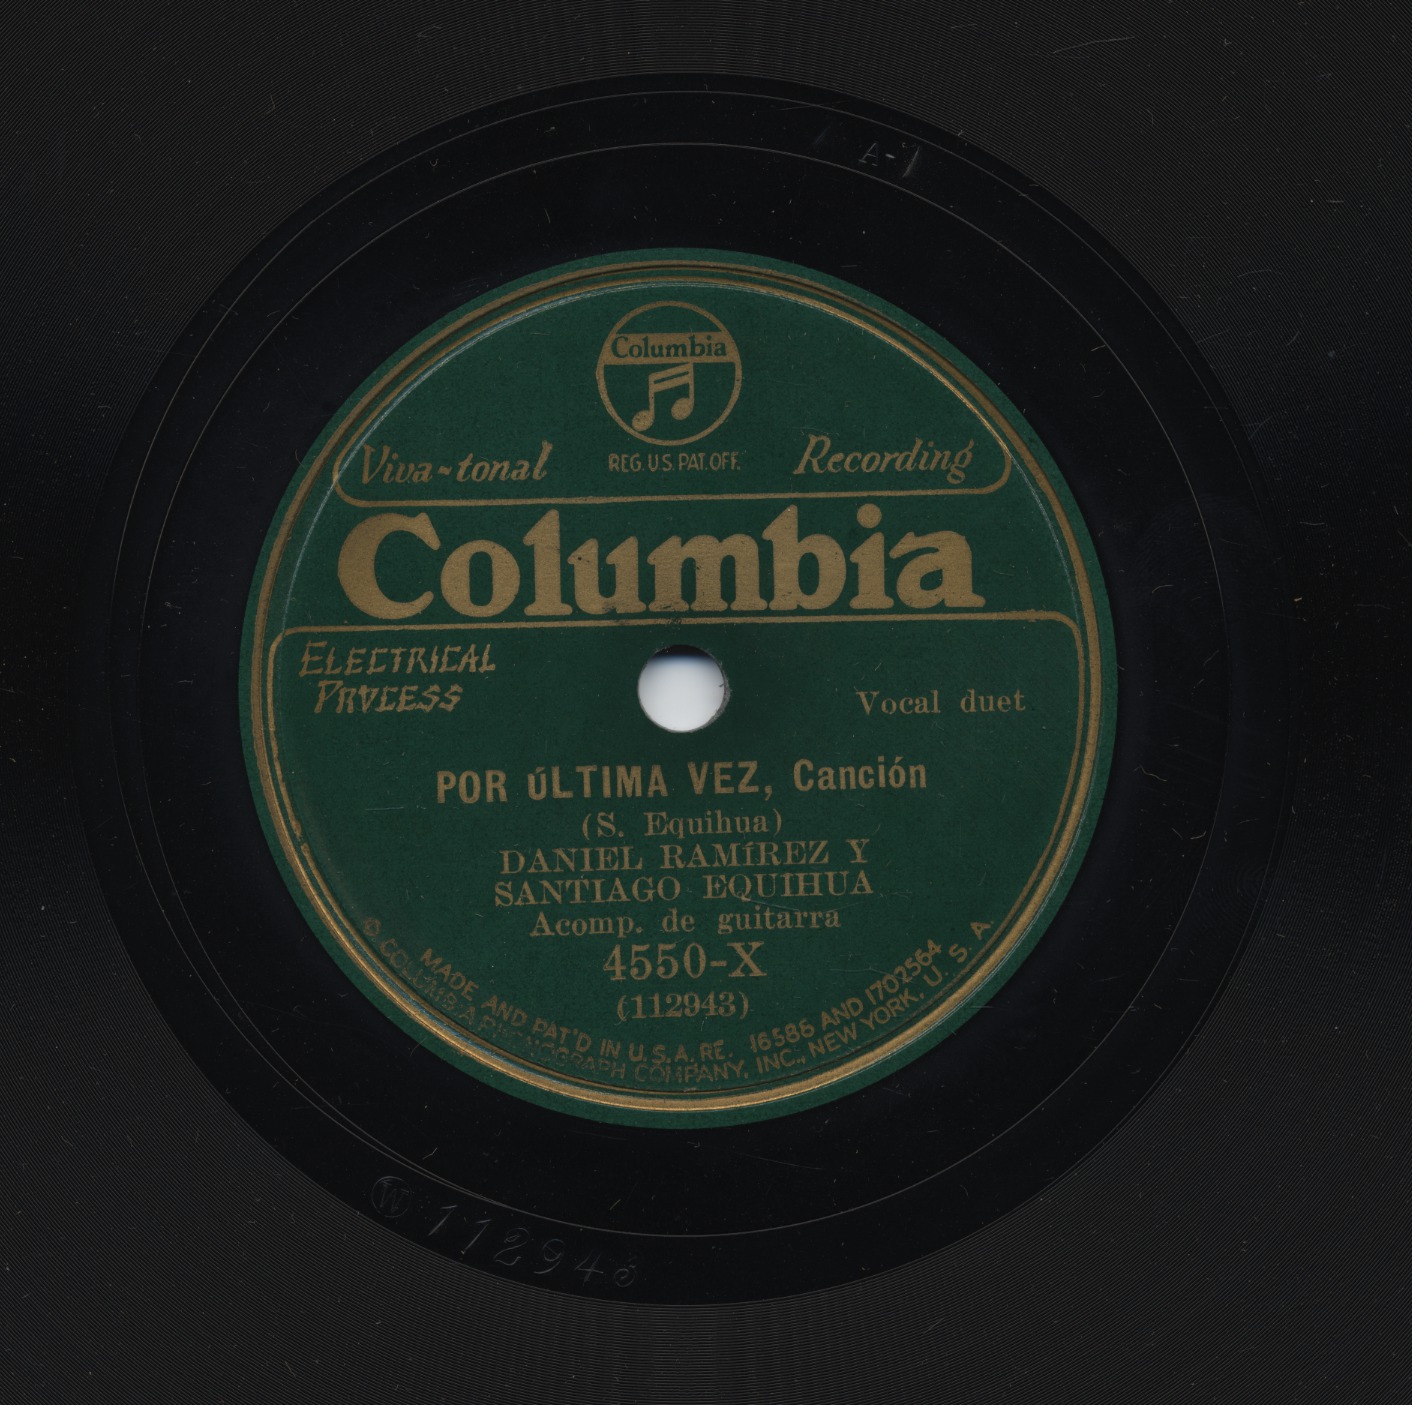 A-1
Columbia
REG. U.S. PAT. OFF.
Viva-tonal Recording
Columbia
ELECTRICAL
PROCESS
Vocal duet
POR ÚLTIMA VEZ, Canción
(S. Equihua)
DANIEL RAMÍREZ Y
SANTIAGO EQUIHUA
Acomp. de guitarra
4550-X
(112943)
MADE AND PAT'D IN U.S.A. RE. 16586 AND 1702564
© COLUMBIA PHONOGRAPH COMPANY, INC., NEW YORK, U. S. A.
W 112943